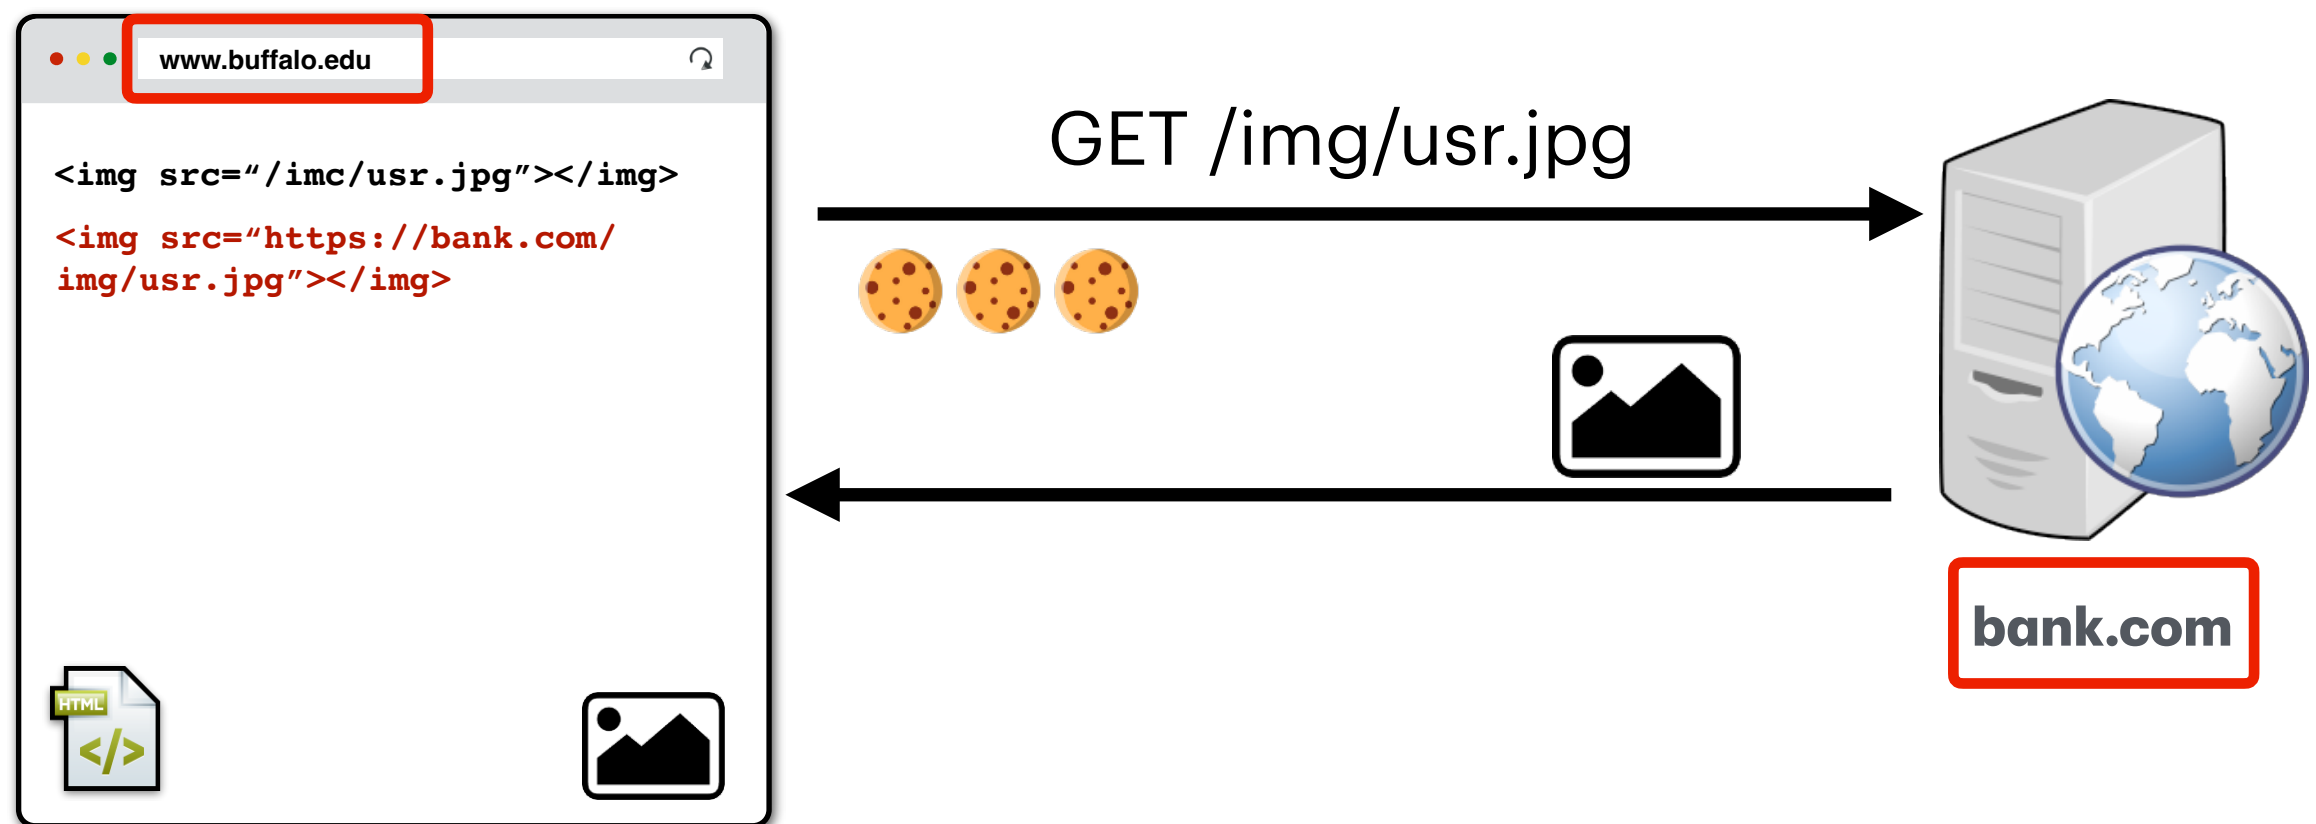 www.buffalo.edu
<img src=“/imc/usr.jpg”></img>
<img src=“https://bank.com/
img/usr.jpg”></img>
GET /img/usr.jpg
bank.com
HTML
</>